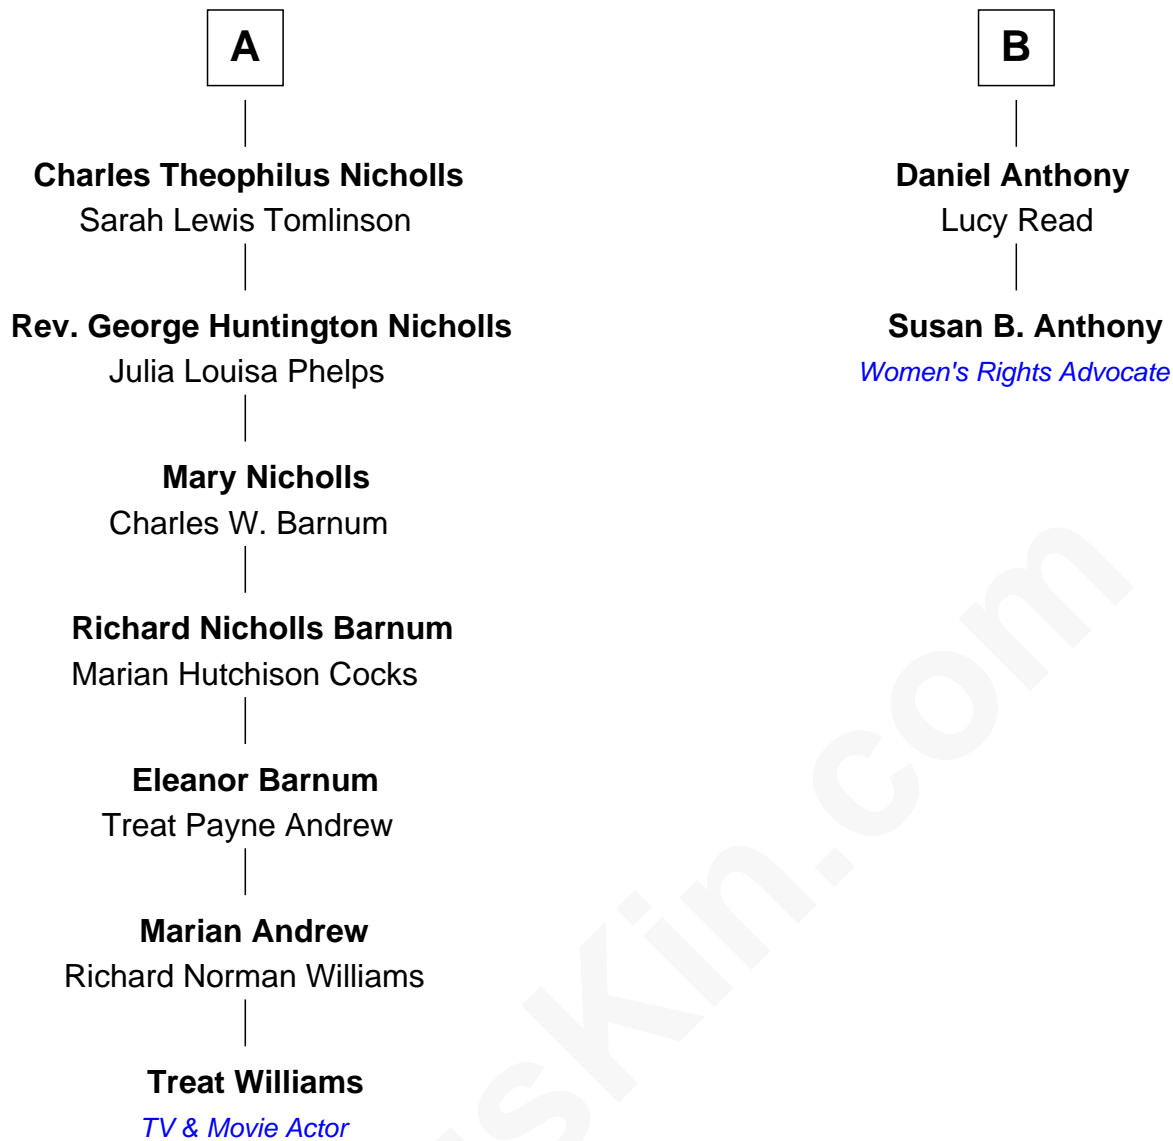 A
Charles Theophilus Nicholls
Sarah Lewis Tomlinson
Rev. George Huntington Nicholls
Julia Louisa Phelps
Mary Nicholls
Charles W. Barnum
Richard Nicholls Barnum
Marian Hutchison Cocks
Eleanor Barnum
Treat Payne Andrew
Marian Andrew
Richard Norman Williams
Treat Williams
TV & Movie Actor
B
Daniel Anthony
Lucy Read
Susan B. Anthony
Women's Rights Advocate
sKin.com